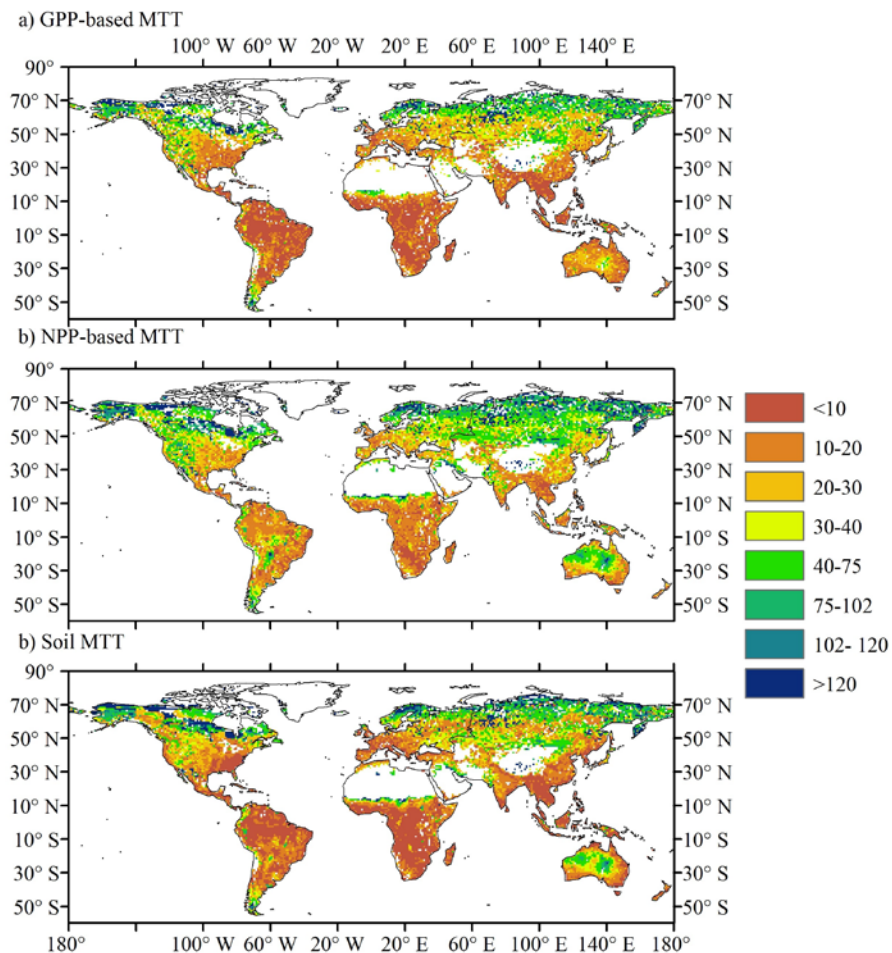 a) GPP-based MTT
100° W 60° W 20° W 20° E 60° E 100° E 140° E
90°
70° N 70° N
50° N 50° N
30° N 30° N
10° N 10° N
10° S 10° S
30° S 30° S
50° S 50° S
b) NPP-based MTT
90°
70° N 70° N
50° N 50° N
30° N 30° N
10° N 10° N
10° S 10° S
30° S 30° S
50° S 50° S
<10
10-20
20-30
30-40
40-75
75-102
102- 120
>120
b) Soil MTT
90°
70° N 70° N
50° N 50° N
30° N 30° N
10° N 10° N
10° S 10° S
30° S 30° S
50° S 50° S
180° 100° W 60° W 20° W 20° E 60° E 100° E 140° E 180°